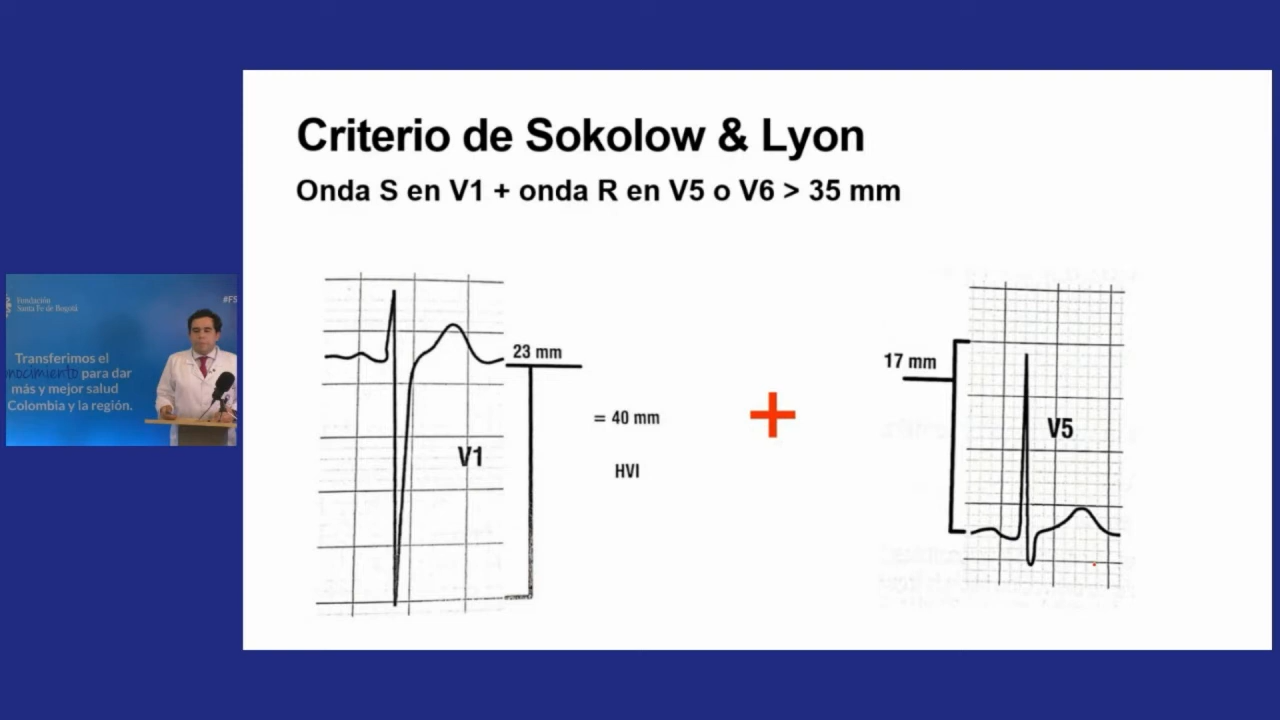 Criterio de Sokolow & Lyon
Onda S en V1 + onda R en V5 o V6 > 35 mm
23 mm
= 40 mm
HVI
V1
+
17 mm
V5
Fundación
Santa Fe de Bogotá
#FS
Transferimos el
para dar
más y mejor salud
Colombia y la región.